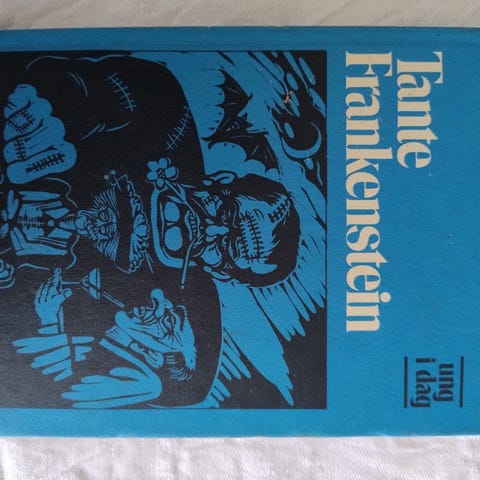 Tante
Frankenstein
ung
i dag